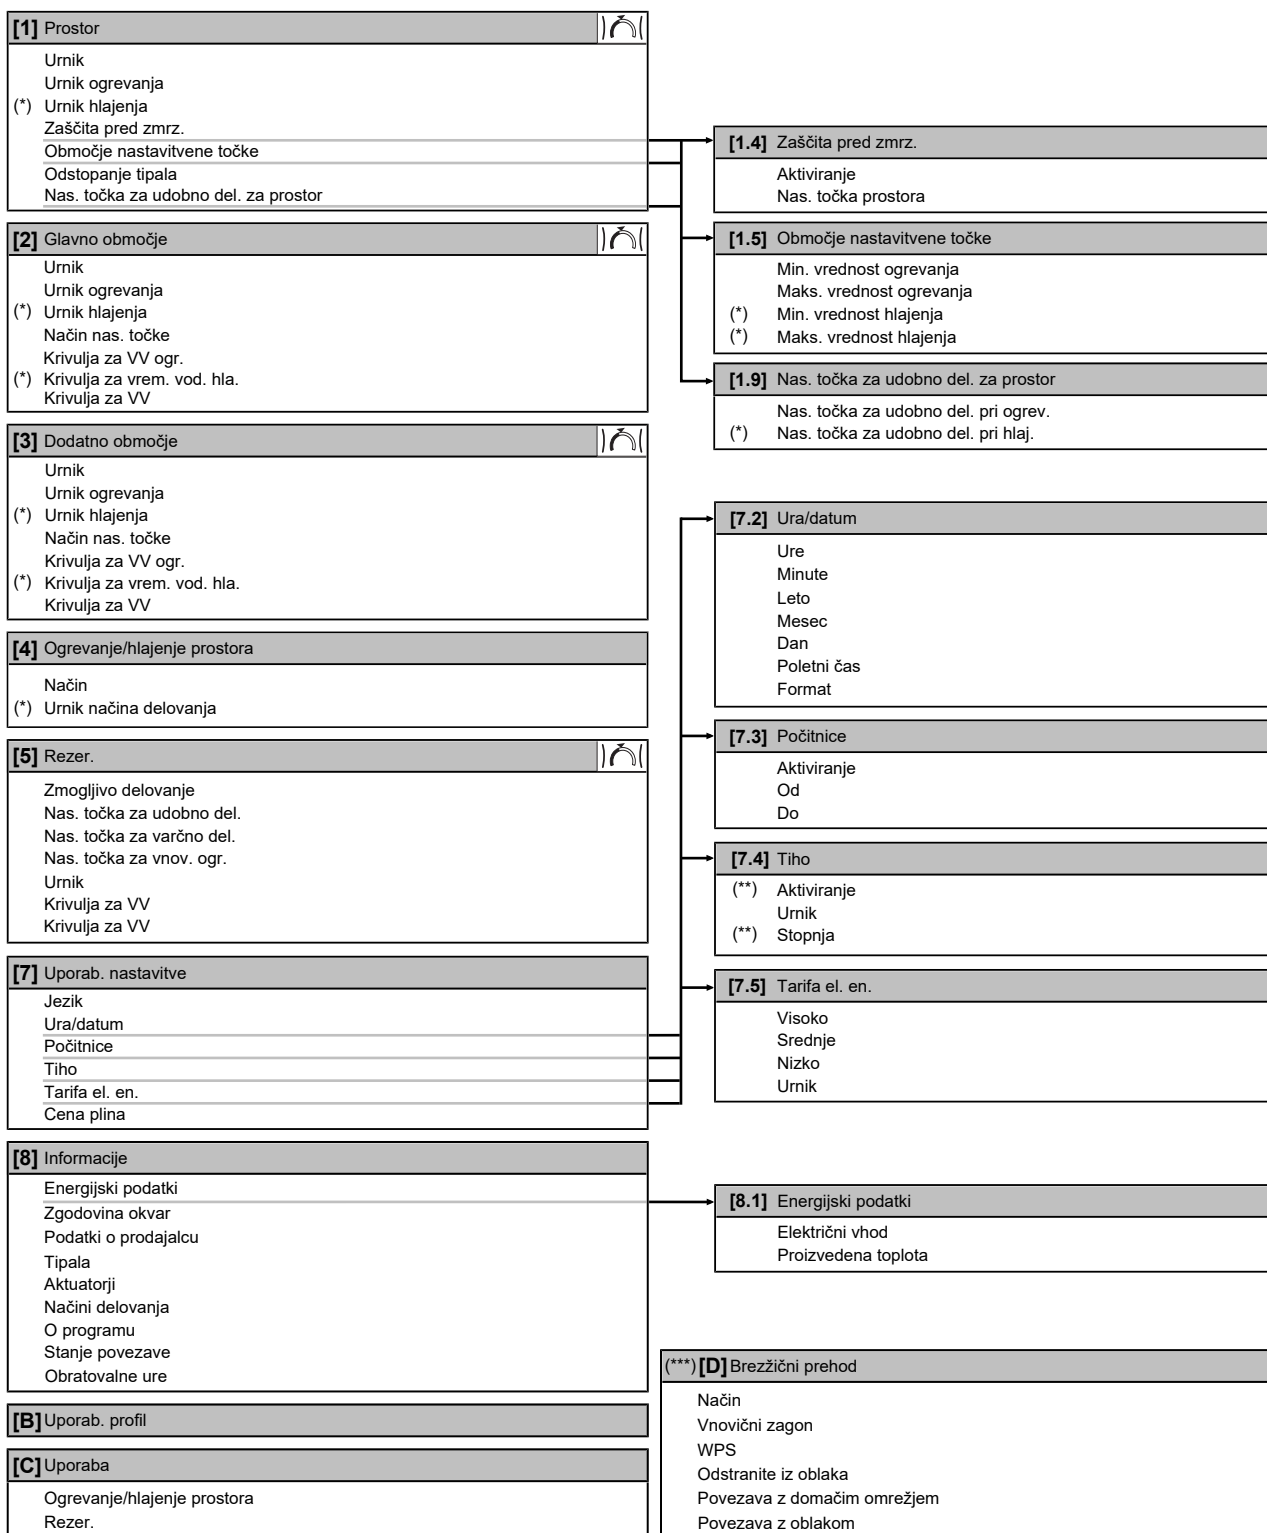 [1] Prostor
Urnik
Urnik ogrevanja
(*) Urnik hlajenja
Zaščita pred zmrz.
Območje nastavitvene točke
Odstopanje tipala
Nas. točka za udobno del. za prostor
[2] Glavno območje
Urnik
Urnik ogrevanja
(*) Urnik hlajenja
Način nas. točke
Krivulja za VV ogr.
(*) Krivulja za vrem. vod. hla.
Krivulja za VV
[3] Dodatno območje
Urnik
Urnik ogrevanja
(*) Urnik hlajenja
Način nas. točke
Krivulja za VV ogr.
(*) Krivulja za vrem. vod. hla.
Krivulja za VV
[4] Ogrevanje/hlajenje prostora
Način
(*) Urnik načina delovanja
[5] Rezer.
Zmogljivo delovanje
Nas. točka za udobno del.
Nas. točka za varčno del.
Nas. točka za vnov. ogr.
Urnik
Krivulja za VV
Krivulja za VV
[7] Uporab. nastavitve
Jezik
Ura/datum
Počitnice
Tiho
Tarifa el. en.
Cena plina
[8] Informacije
Energijski podatki
Zgodovina okvar
Podatki o prodajalcu
Tipala
Aktuatorji
Načini delovanja
O programu
Stanje povezave
Obratovalne ure
[B] Uporab. profil
[C] Uporaba
Ogrevanje/hlajenje prostora
Rezer.
[1.4] Zaščita pred zmrz.
Aktiviranje
Nas. točka prostora
[1.5] Območje nastavitvene točke
Min. vrednost ogrevanja
Maks. vrednost ogrevanja
(*) Min. vrednost hlajenja
(*) Maks. vrednost hlajenja
[1.9] Nas. točka za udobno del. za prostor
Nas. točka za udobno del. pri ogrev.
(*) Nas. točka za udobno del. pri hlaj.
[7.2] Ura/datum
Ure
Minute
Leto
Mesec
Dan
Poletni čas
Format
[7.3] Počitnice
Aktiviranje
Od
Do
[7.4] Tiho
(**) Aktiviranje
Urnik
(**) Stopnja
[7.5] Tarifa el. en.
Visoko
Srednje
Nizko
Urnik
[8.1] Energijski podatki
Električni vhod
Proizvedena toplota
(***) [D] Brezžični prehod
Način
Vnovični zagon
WPS
Odstranite iz oblaka
Povezava z domačim omrežjem
Povezava z oblakom